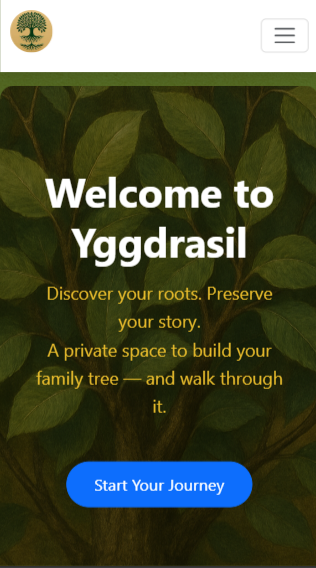 Welcome to
Yggdrasil
Discover your roots. Preserve
your story.
A private space to build your
family tree — and walk through
it.
Start Your Journey